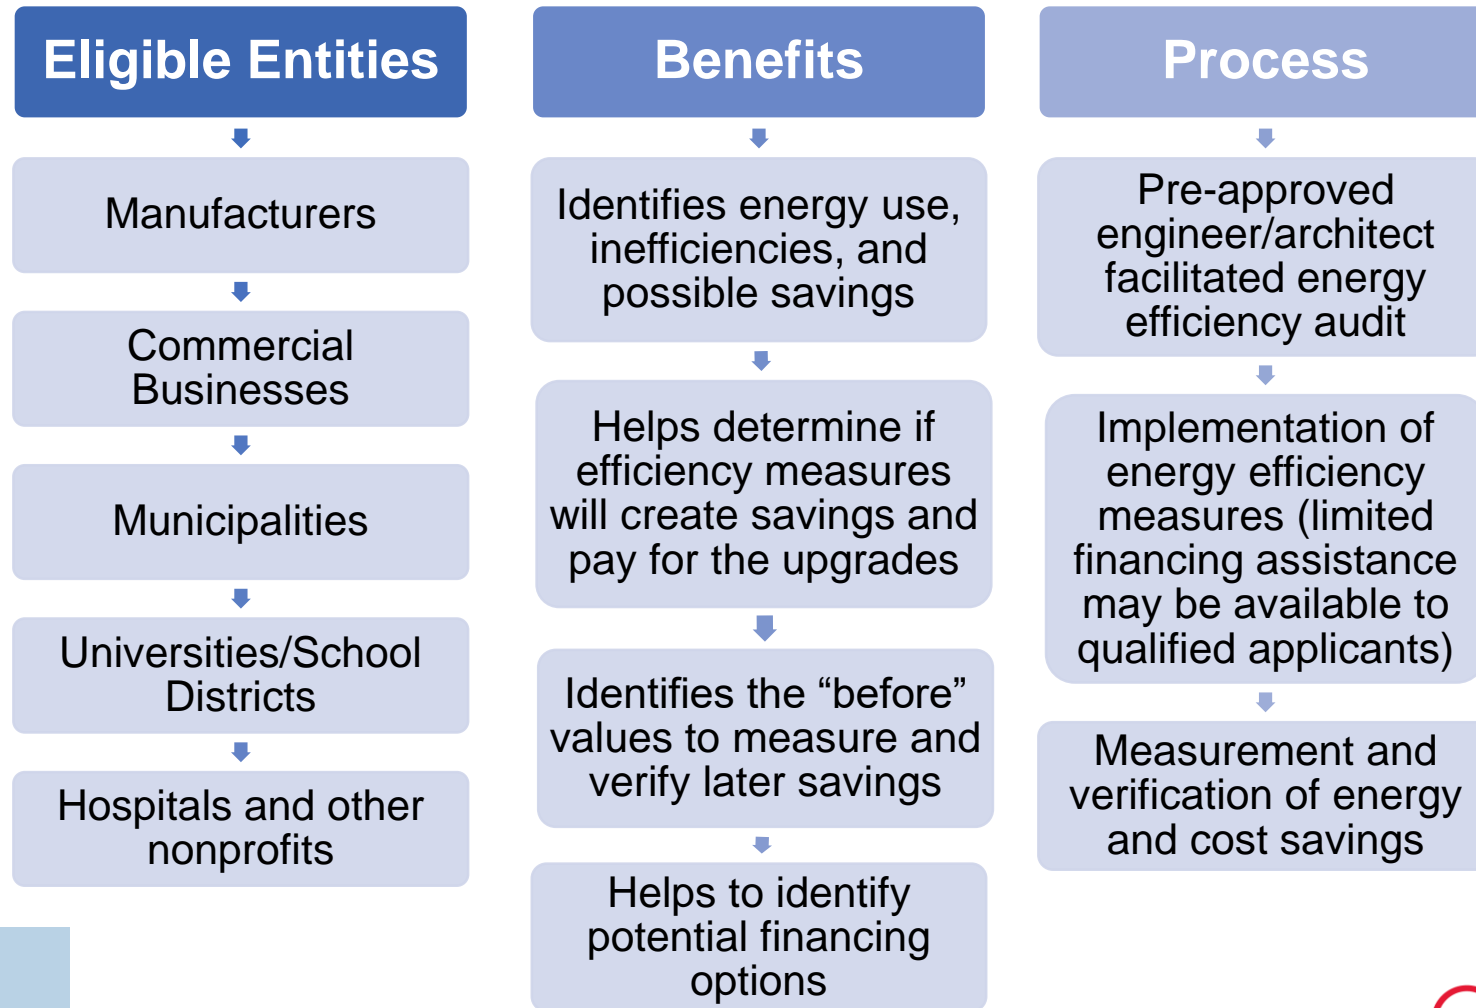 Eligible Entities
Manufacturers
Commercial
Businesses
Municipalities
Universities/School
Districts
Hospitals and other
nonprofits
Benefits
Identifies energy use,
inefficiencies, and
possible savings
Helps determine if
efficiency measures
will create savings and
pay for the upgrades
Identifies the “before”
values to measure and
verify later savings
Helps to identify
potential financing
options
Process
Pre-approved
engineer/architect
facilitated energy
efficiency audit
Implementation of
energy efficiency
measures (limited
financing assistance
may be available to
qualified applicants)
Measurement and
verification of energy
and cost savings